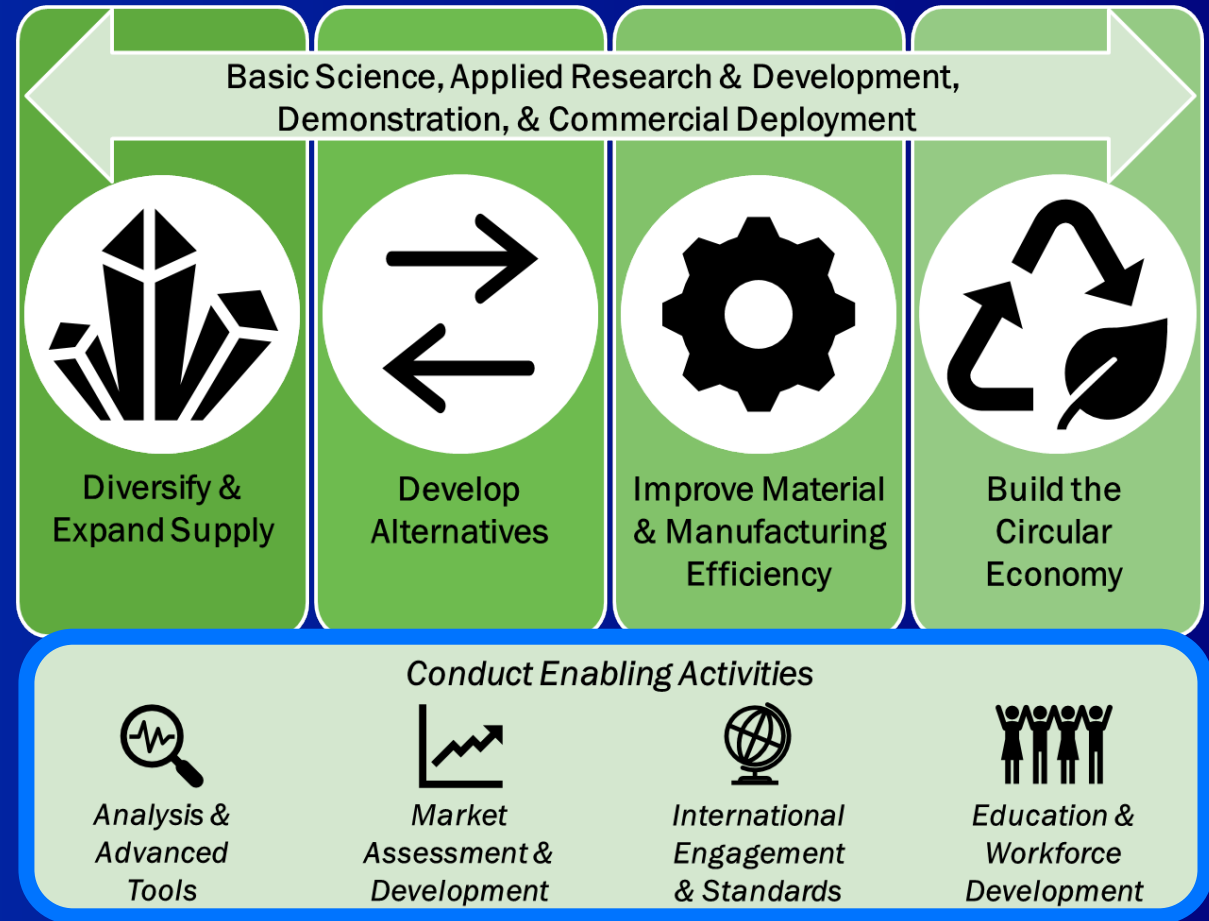 Basic Science, Applied Research & Development,
Demonstration, & Commercial Deployment
Diversify &
Expand Supply
Develop
Alternatives
Improve Material
& Manufacturing
Efficiency
Build the
Circular
Economy
Conduct Enabling Activities
Analysis &
Advanced
Tools
Market
Assessment &
Development
International
Engagement
& Standards
Education &
Workforce
Development